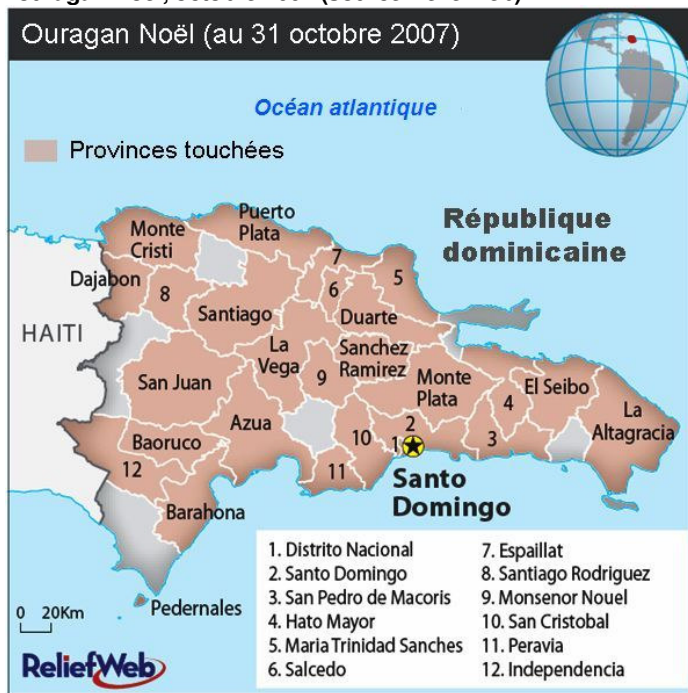 Ouragan Noël (au 31 octobre 2007)
Océan atlantique
Provinces touchées
République
dominicaine
Puerto
Plata
Monte
Cristi
Dajabon
7
5
6
8
Santiago
Duarte
HAITI
La
Vega
Sanchez
Ramirez
San Juan
9
Monte
Plata
4
El Seibo
La
Altagracia
Azua
Baoruco
10
2
1
3
12
11
Barahona
Santo
Domingo
Pedernales
0 20Km
ReliefWeb
1. Distrito Nacional
2. Santo Domingo
3. San Pedro de Macoris
4. Hato Mayor
5. Maria Trinidad Sanches
6. Salcedo
7. Espaillat
8. Santiago Rodriguez
9. Monsenor Nouel
10. San Cristobal
11. Peravia
12. Independencia